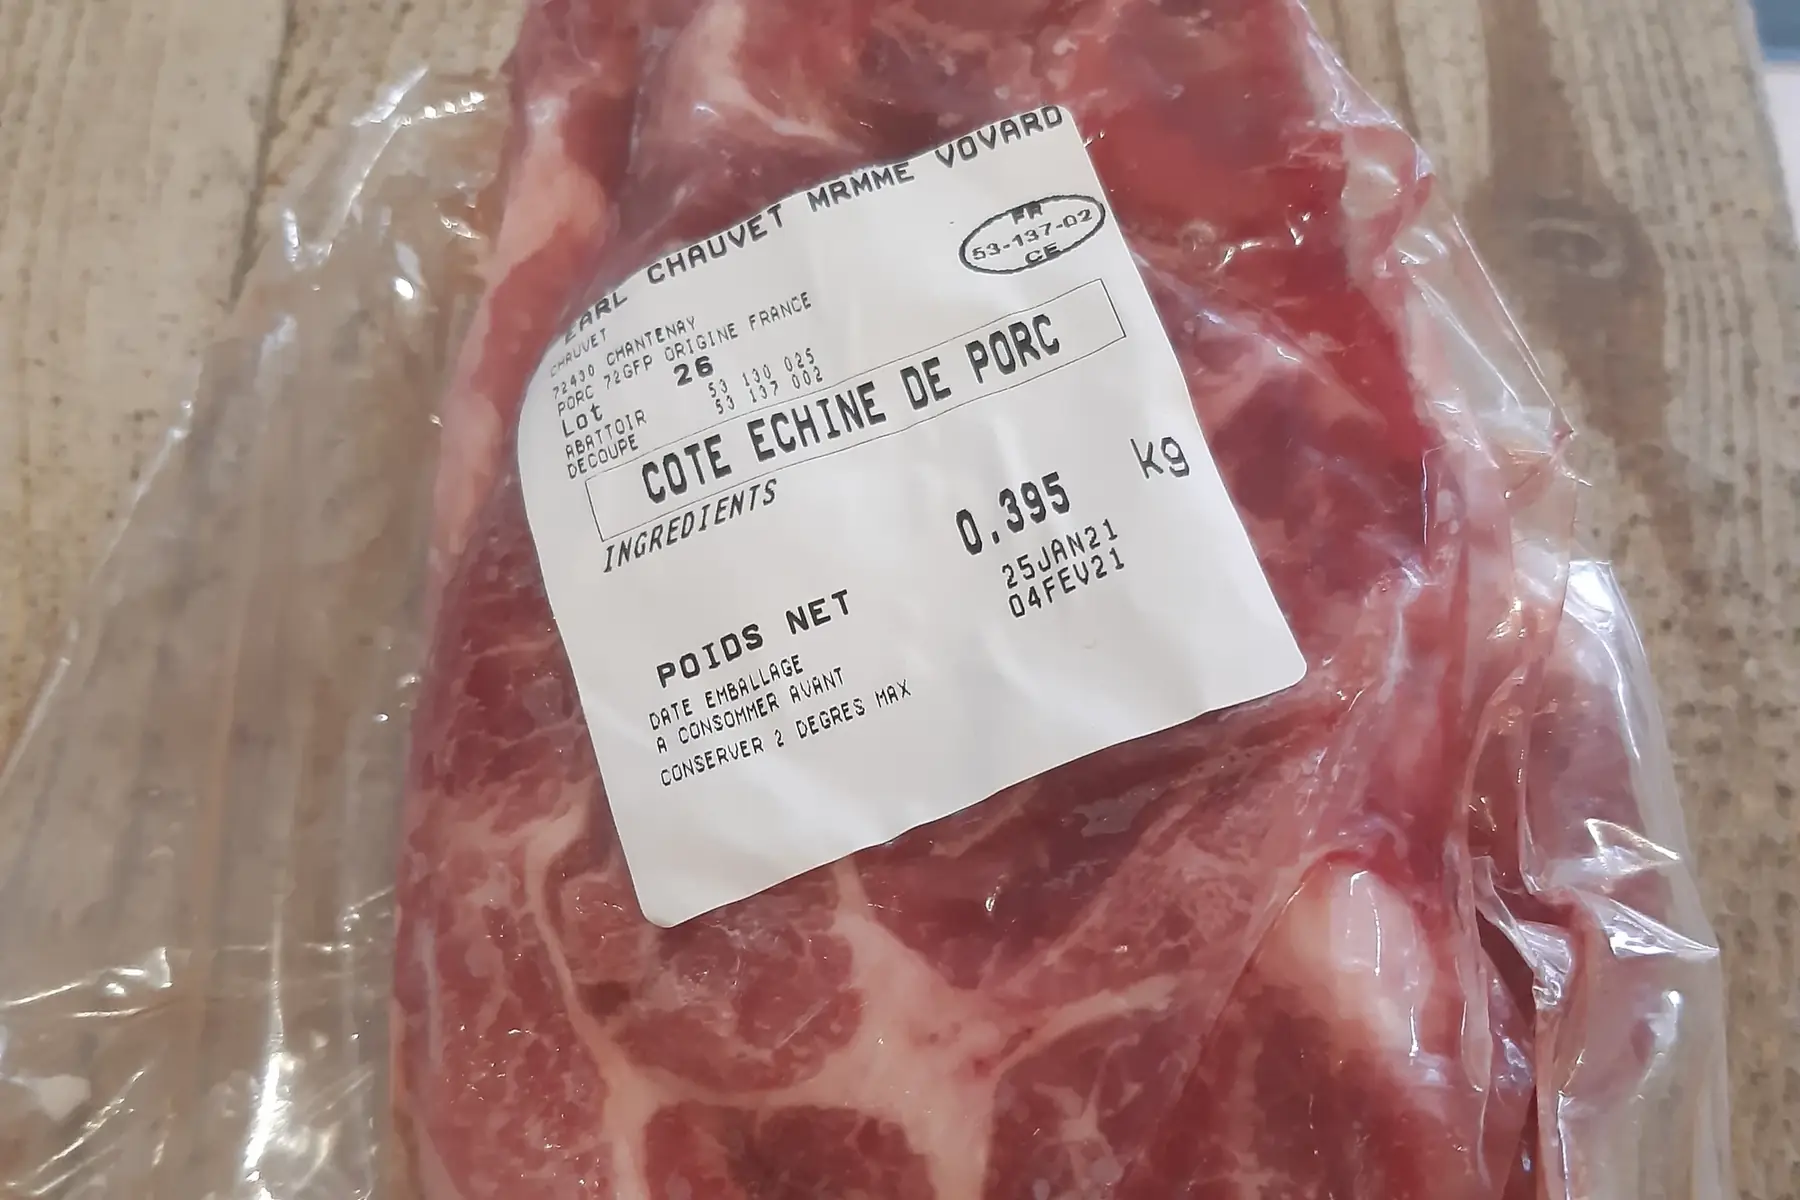 EARL CHAUVET MRMME VOVARD
CHAUVET
72430 CHANTENAY
PORC 72GFP ORIGINE FRANCE
Lot 26
ABATTOIR 53 130 025
DECOUPE 53 137 002
FR
53-137-02
CE
COTE ECHINE DE PORC
INGREDIENTS
POIDS NET 0.395 kg
DATE EMBALLAGE 25JAN21
A CONSOMMER AVANT 04FEV21
CONSERVER 2 DEGRES MAX